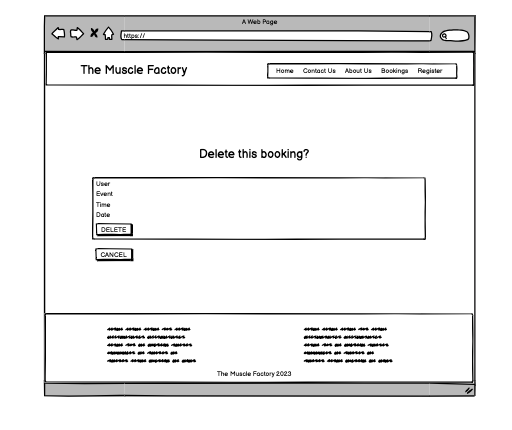 A Web Page
https://
The Muscle Factory
Home Contact Us About Us Bookings Register
Delete this booking?
User
Event
Time
Date
DELETE
CANCEL
The Muscle Factory 2023